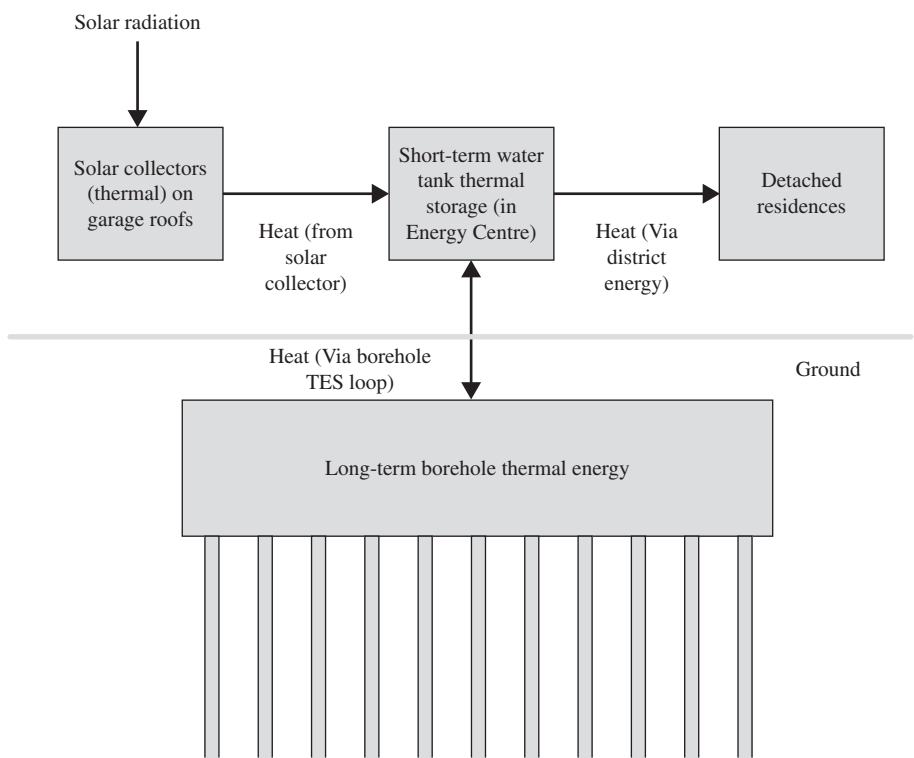 Solar radiation
Solar collectors
(thermal) on
garage roofs
Heat (from
solar
collector)
Short-term water
tank thermal
storage (in
Energy Centre)
Heat (Via
district
energy)
Detached
residences
Heat (Via borehole
TES loop)
Ground
Long-term borehole thermal energy